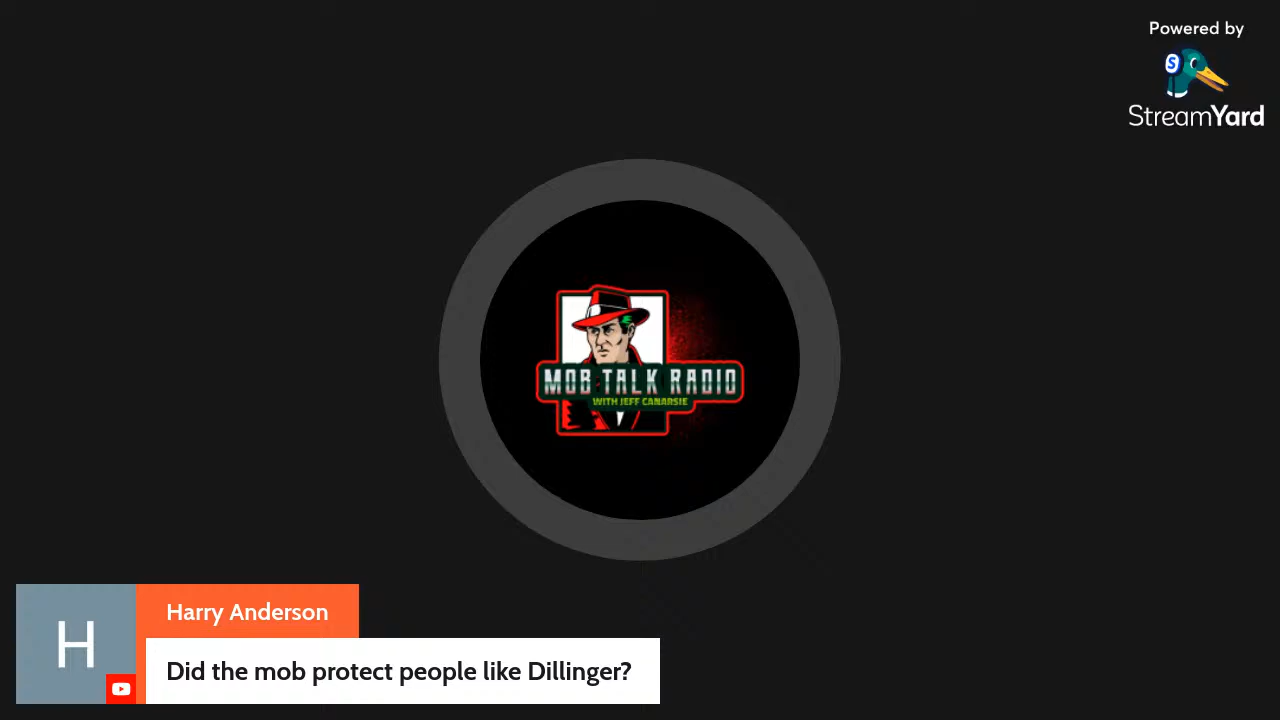 Powered by
S
StreamYard
MOB TALK RADIO
WITH JEFF CANARSIE
H
Harry Anderson
Did the mob protect people like Dillinger?